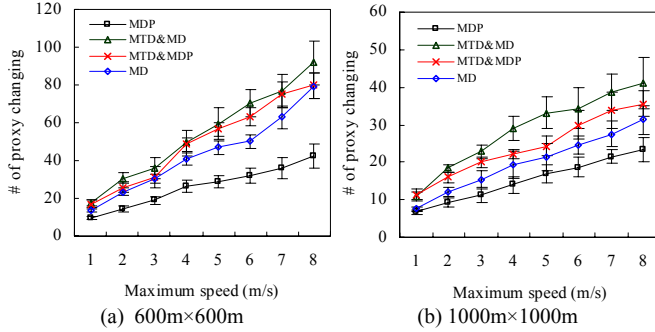 120
100
80
60
40
20
0
# of proxy changing
MDP
MTD&MD
MTD&MDP
MD
1 2 3 4 5 6 7 8
Maximum speed (m/s)
(a) 600m×600m
60
50
40
30
20
10
0
# of proxy changing
MDP
MTD&MD
MTD&MDP
MD
1 2 3 4 5 6 7 8
Maximum speed (m/s)
(b) 1000m×1000m